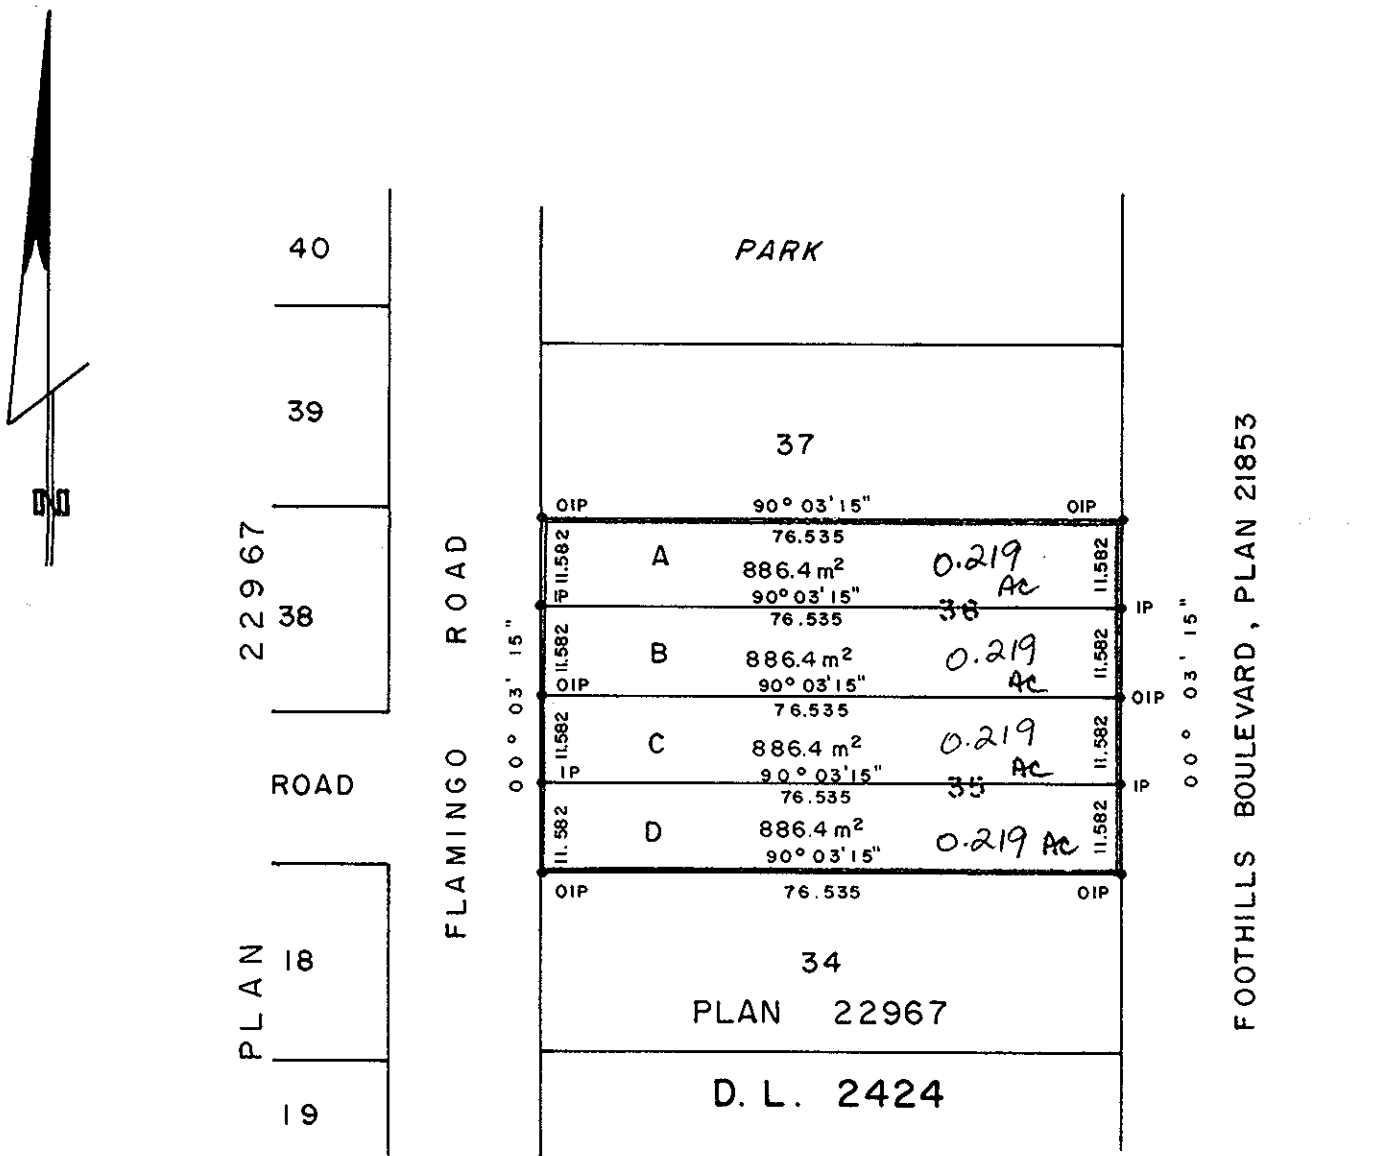 40
PARK
39
37
OIP 90° 03' 15" OIP
76.535
11.582 A 886.4 m² 0.219 AC 11.582
IP 90° 03' 15" 36 IP
76.535
38
11.582 B 886.4 m² 0.219 AC 11.582
OIP 90° 03' 15" OIP
76.535
11.582 C 886.4 m² 0.219 AC 11.582
IP 90° 03' 15" 35 IP
76.535
ROAD
11.582 D 886.4 m² 0.219 AC 11.582
90° 03' 15"
OIP 76.535 OIP
18
34
PLAN 22967
D. L. 2424
19
PLAN 22967
FLAMINGO ROAD
00° 03' 15"
00° 03' 15"
FOOTHILLS BOULEVARD, PLAN 21853
N